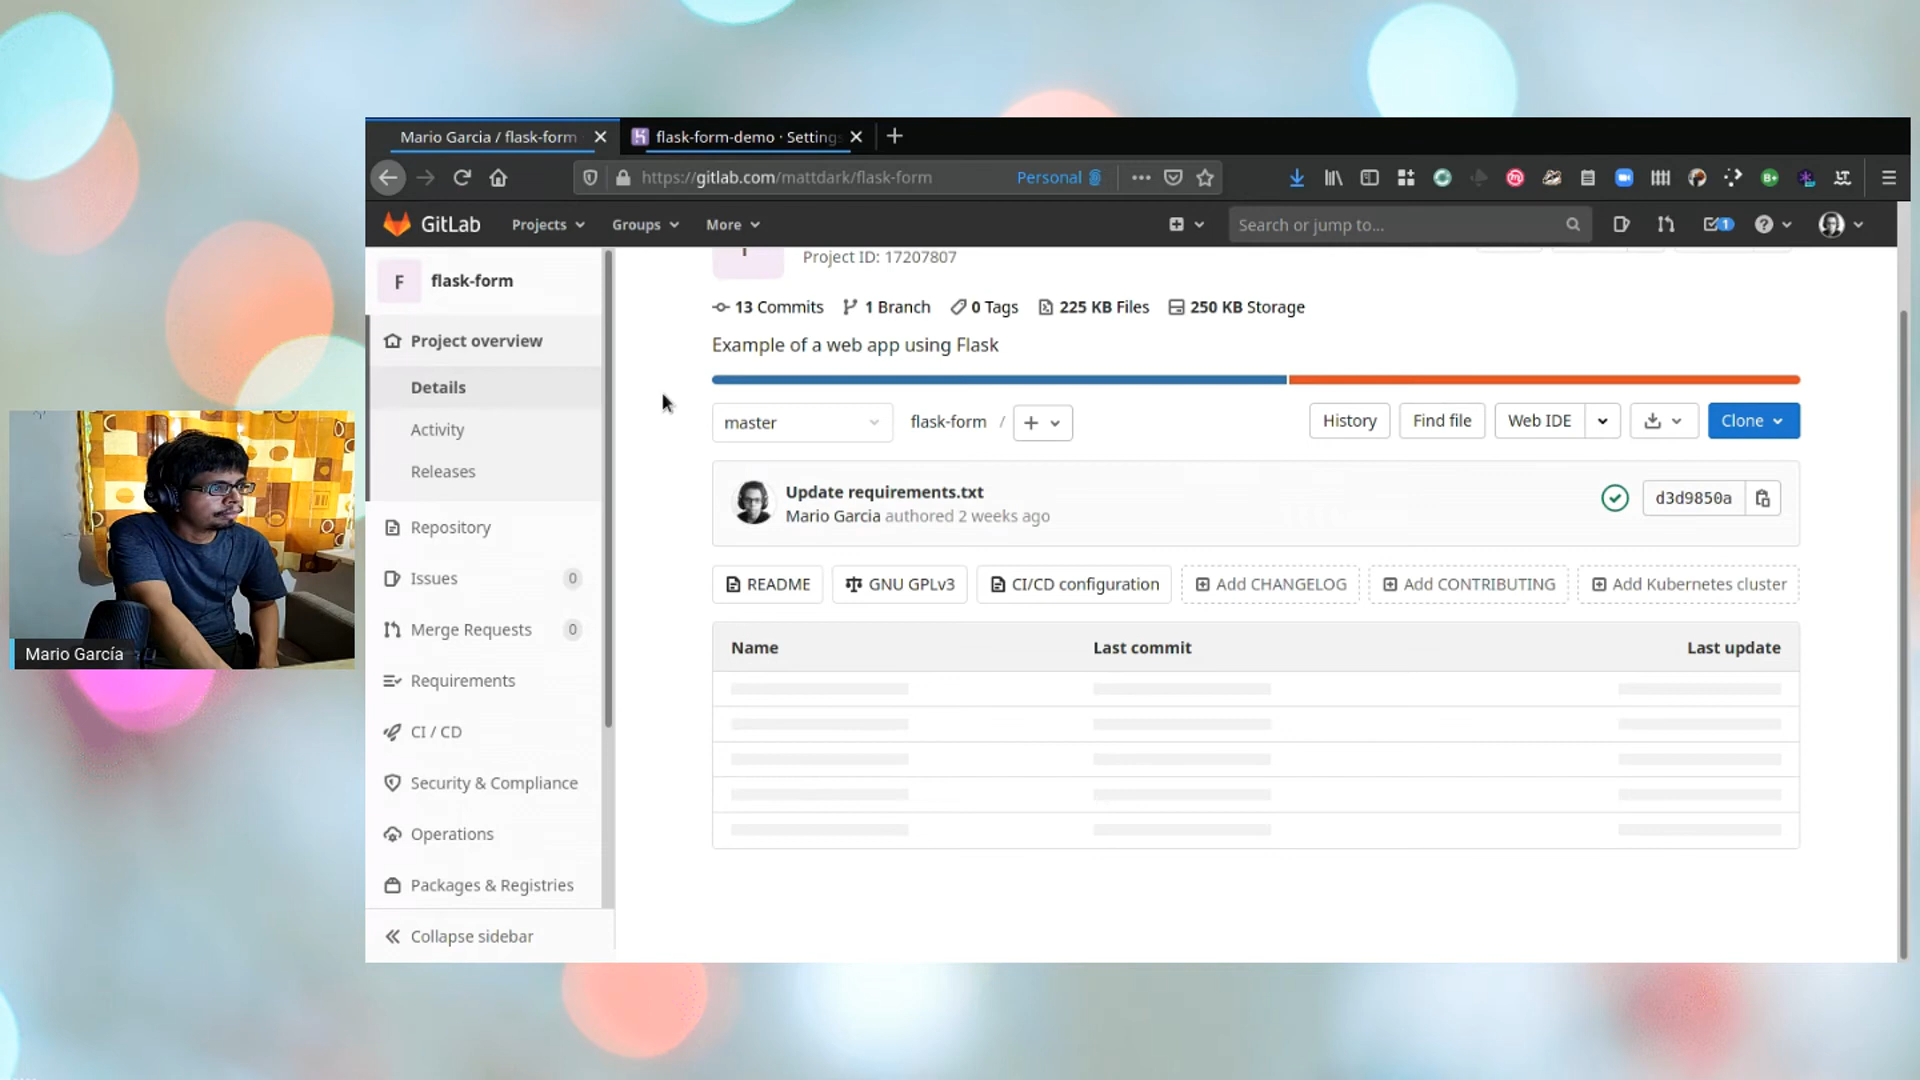 Mario Garcia / flask-form
flask-form-demo · Settings
https://gitlab.com/mattdark/flask-form
Personal
GitLab
Projects
Groups
More
Search or jump to...
1
F
flask-form
Project overview
Details
Activity
Releases
Repository
Issues
0
Merge Requests
0
Requirements
CI / CD
Security & Compliance
Operations
Packages & Registries
Collapse sidebar
Project ID: 17207807
13 Commits
1 Branch
0 Tags
225 KB Files
250 KB Storage
Example of a web app using Flask
master
flask-form /
History
Find file
Web IDE
Clone
Update requirements.txt
Mario Garcia authored 2 weeks ago
d3d9850a
README
GNU GPLv3
CI/CD configuration
Add CHANGELOG
Add CONTRIBUTING
Add Kubernetes cluster
Name
Last commit
Last update
Mario García